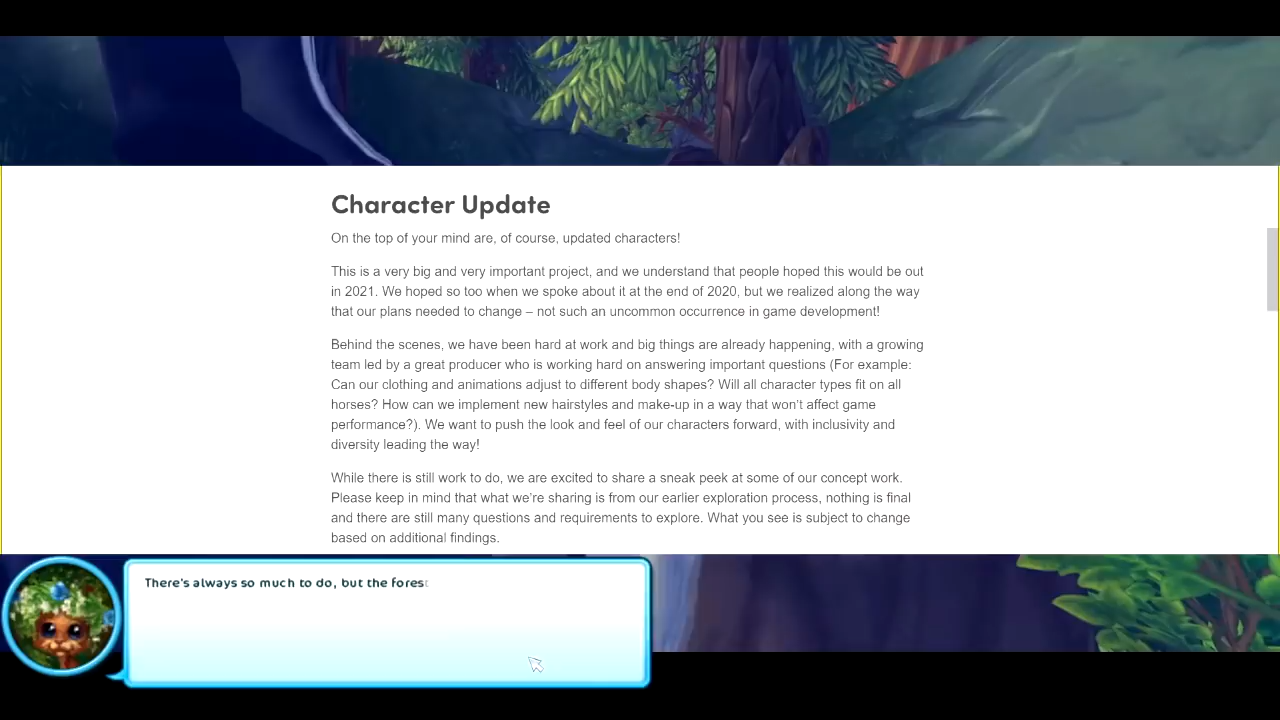 Character Update
On the top of your mind are, of course, updated characters!
This is a very big and very important project, and we understand that people hoped this would be out
in 2021. We hoped so too when we spoke about it at the end of 2020, but we realized along the way
that our plans needed to change – not such an uncommon occurrence in game development!
Behind the scenes, we have been hard at work and big things are already happening, with a growing
team led by a great producer who is working hard on answering important questions (For example:
Can our clothing and animations adjust to different body shapes? Will all character types fit on all
horses? How can we implement new hairstyles and make-up in a way that won't affect game
performance?). We want to push the look and feel of our characters forward, with inclusivity and
diversity leading the way!
While there is still work to do, we are excited to share a sneak peek at some of our concept work.
Please keep in mind that what we're sharing is from our earlier exploration process, nothing is final
and there are still many questions and requirements to explore. What you see is subject to change
based on additional findings.
There's always so much to do, but the forest